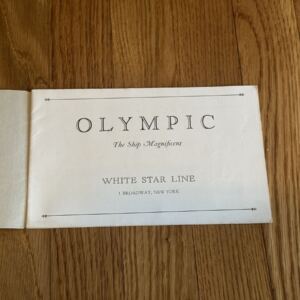 OLYMPIC
The Ship Magnificent
WHITE STAR LINE
1 BROADWAY, NEW YORK